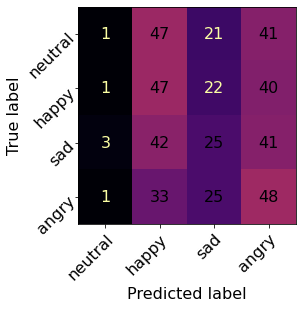 True label
neutral 1 47 21 41
happy 1 47 22 40
sad 3 42 25 41
angry 1 33 25 48
neutral happy sad angry
Predicted label